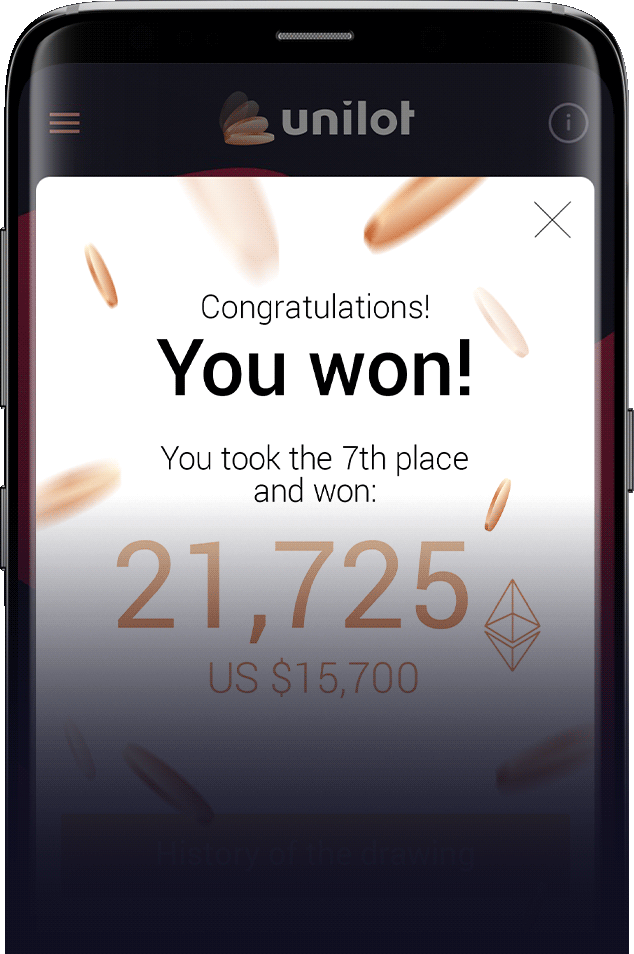 unilot
i
Congratulations!
You won!
You took the 7th place
and won:
21,725
US $15,700
History of the drawing